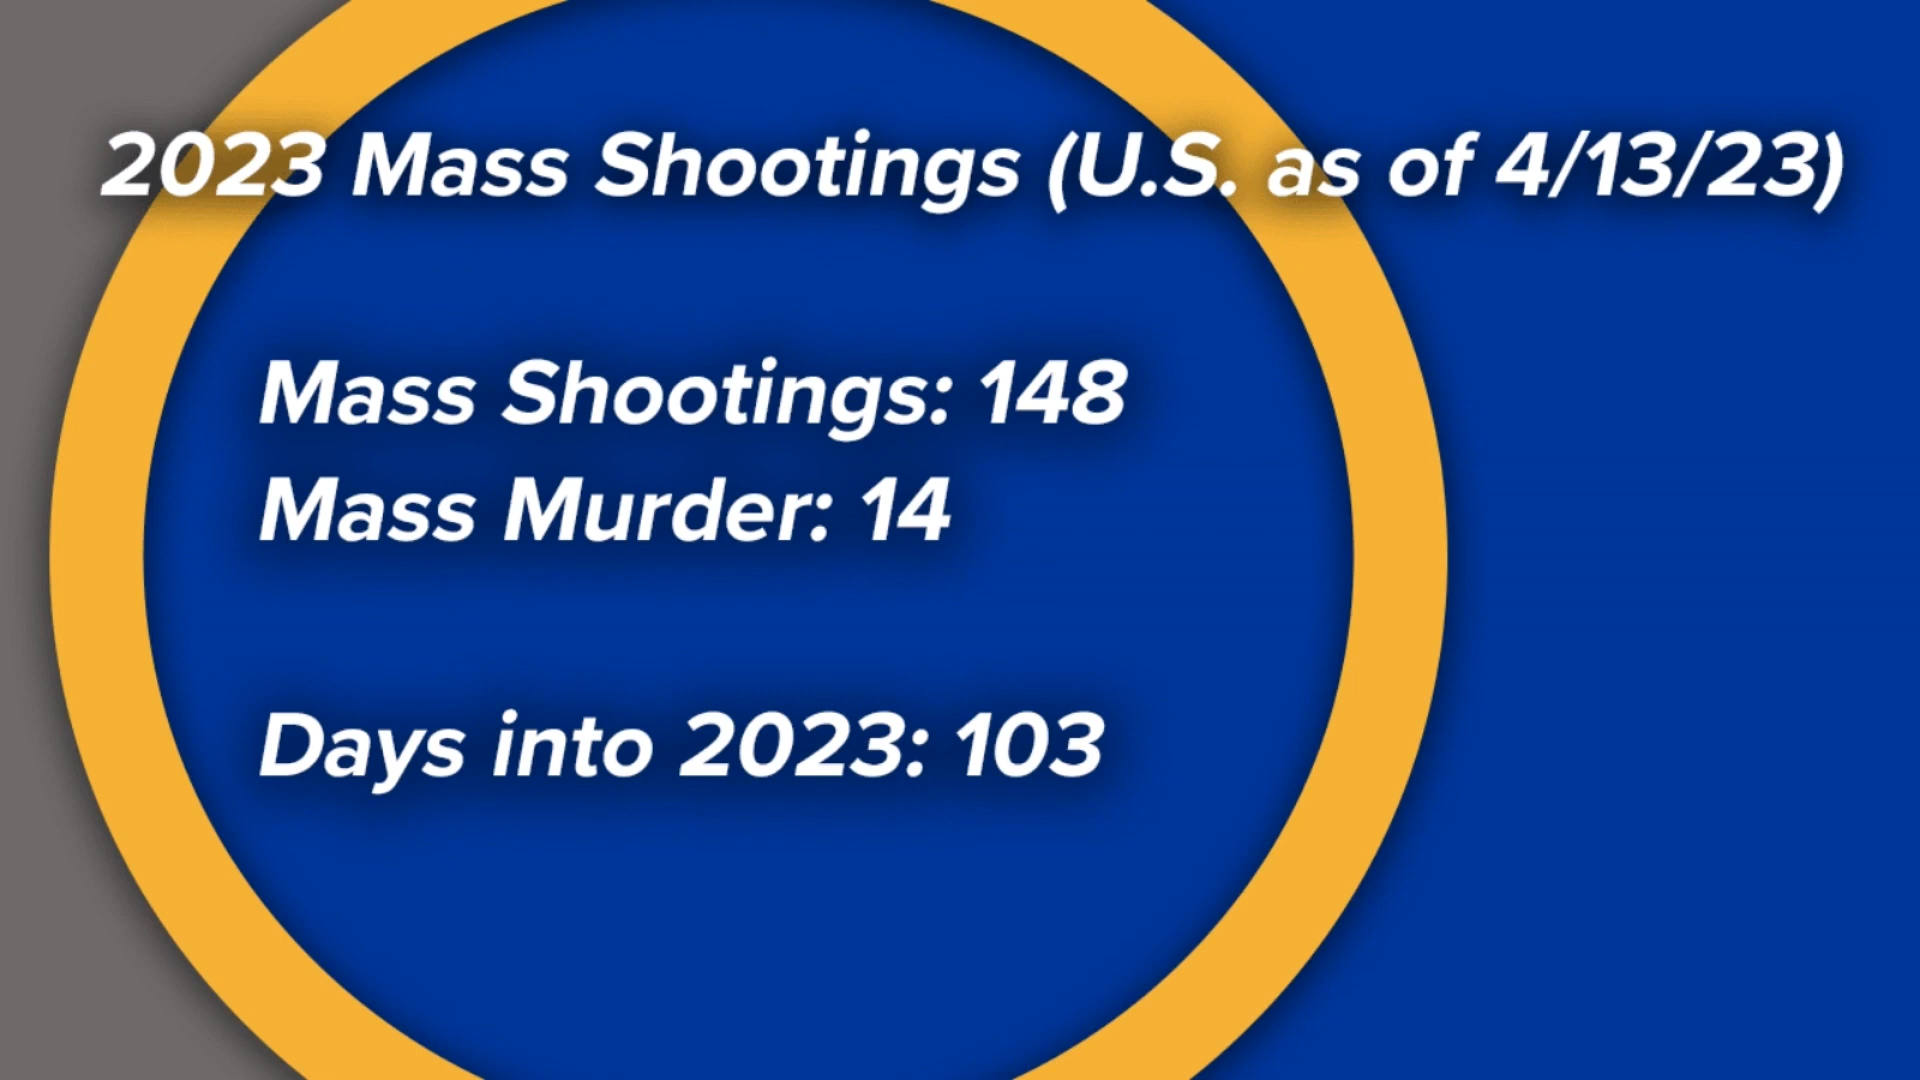 2023 Mass Shootings (U.S. as of 4/13/23)
Mass Shootings: 148
Mass Murder: 14
Days into 2023: 103